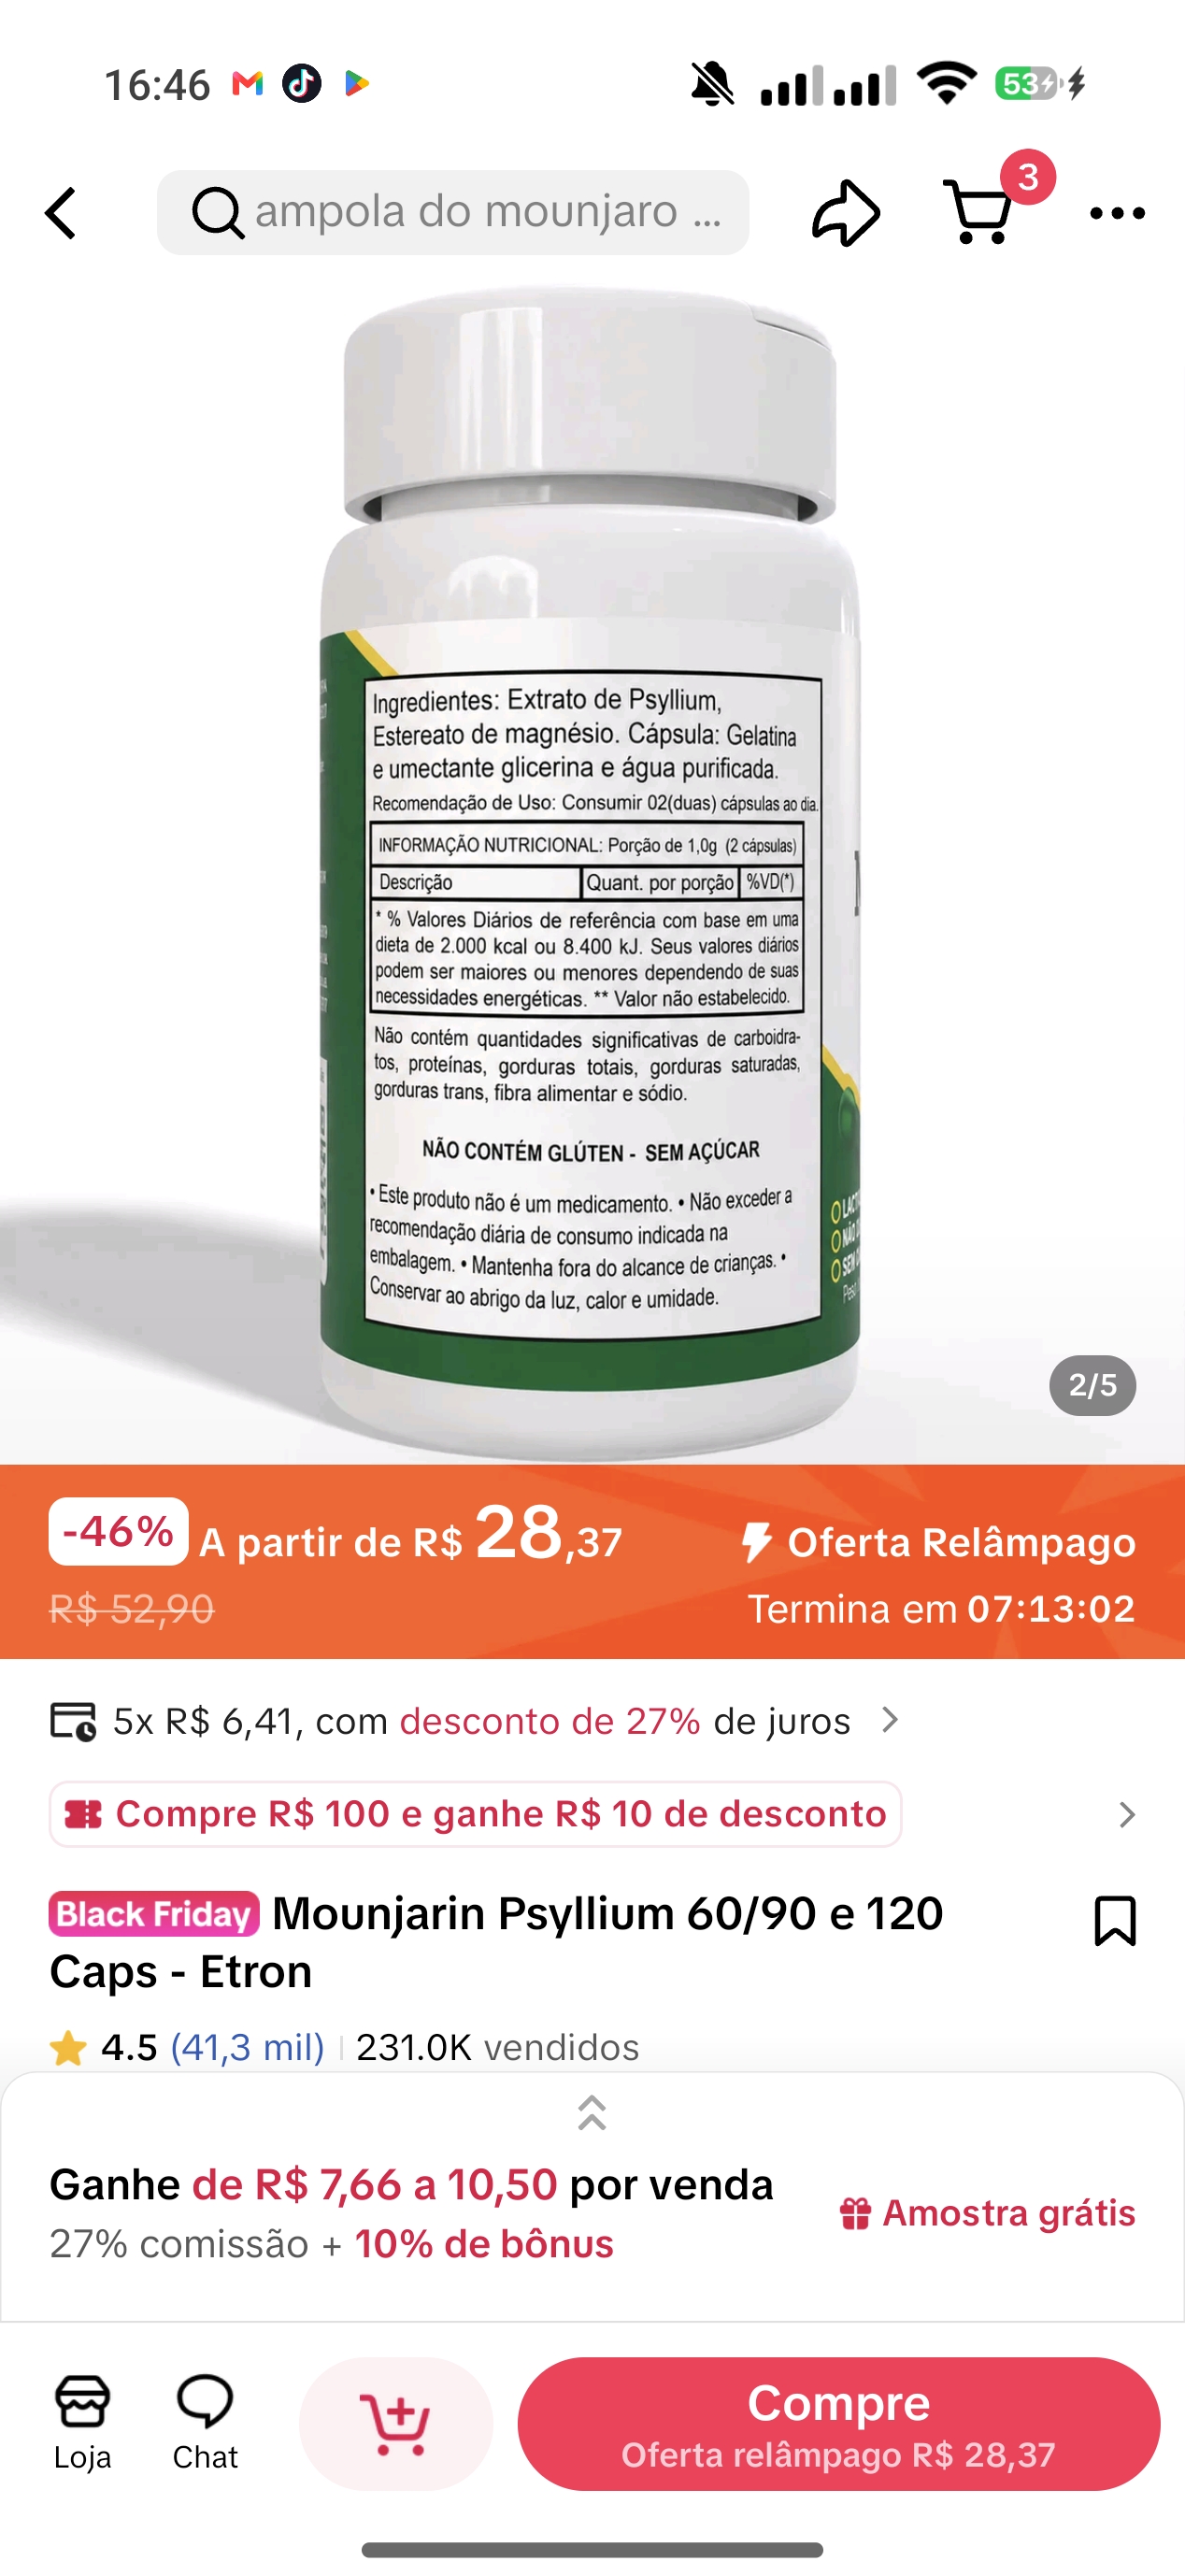 16:46
53
ampola do mounjaro ...
3
Ingredientes: Extrato de Psyllium,
Estereato de magnésio. Cápsula: Gelatina
e umectante glicerina e água purificada.
Recomendação de Uso: Consumir 02(duas) cápsulas ao dia.
INFORMAÇÃO NUTRICIONAL: Porção de 1,0g (2 cápsulas)
Descrição Quant. por porção %VD(*)
* % Valores Diários de referência com base em uma
dieta de 2.000 kcal ou 8.400 kJ. Seus valores diários
podem ser maiores ou menores dependendo de suas
necessidades energéticas. ** Valor não estabelecido.
Não contém quantidades significativas de carboidra-
tos, proteínas, gorduras totais, gorduras saturadas,
gorduras trans, fibra alimentar e sódio.
NÃO CONTÉM GLÚTEN - SEM AÇÚCAR
• Este produto não é um medicamento. • Não exceder a
recomendação diária de consumo indicada na
embalagem. • Mantenha fora do alcance de crianças. •
Conservar ao abrigo da luz, calor e umidade.
NÃO
SEM
2/5
-46% A partir de R$ 28,37
Oferta Relâmpago
R$ 52,90
Termina em 07:13:02
5x R$ 6,41, com desconto de 27% de juros
Compre R$ 100 e ganhe R$ 10 de desconto
Black Friday Mounjarin Psyllium 60/90 e 120
Caps - Etron
4.5 (41,3 mil) 231.0K vendidos
Ganhe de R$ 7,66 a 10,50 por venda
27% comissão + 10% de bônus
Amostra grátis
Loja
Chat
Compre
Oferta relâmpago R$ 28,37